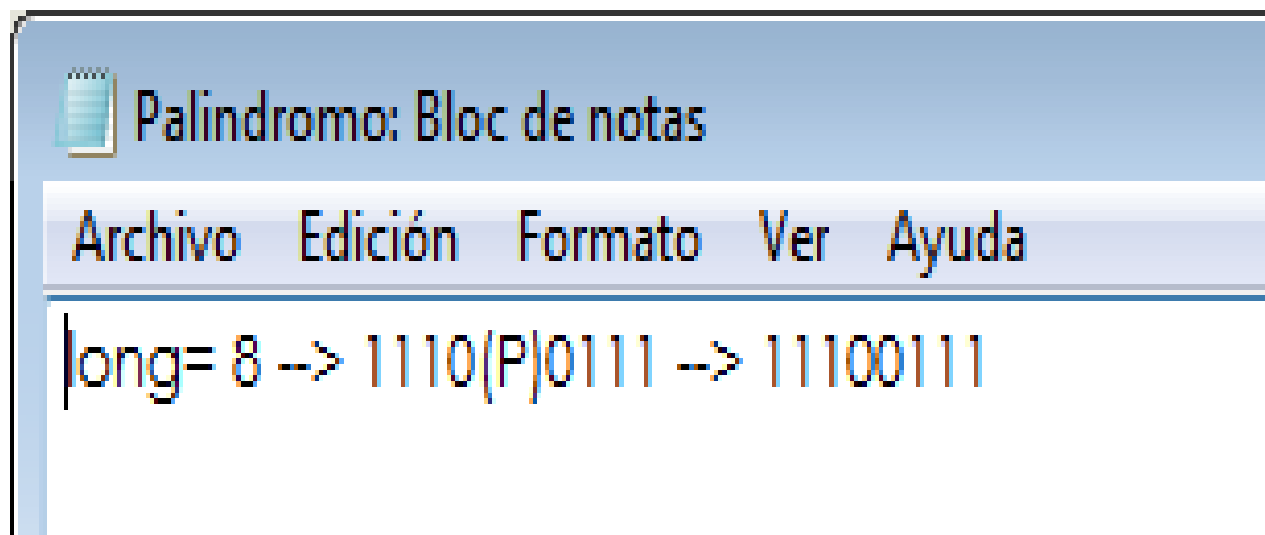 Palindromo: Bloc de notas
Archivo Edición Formato Ver Ayuda
long= 8 --> 1110(P)0111 --> 11100111